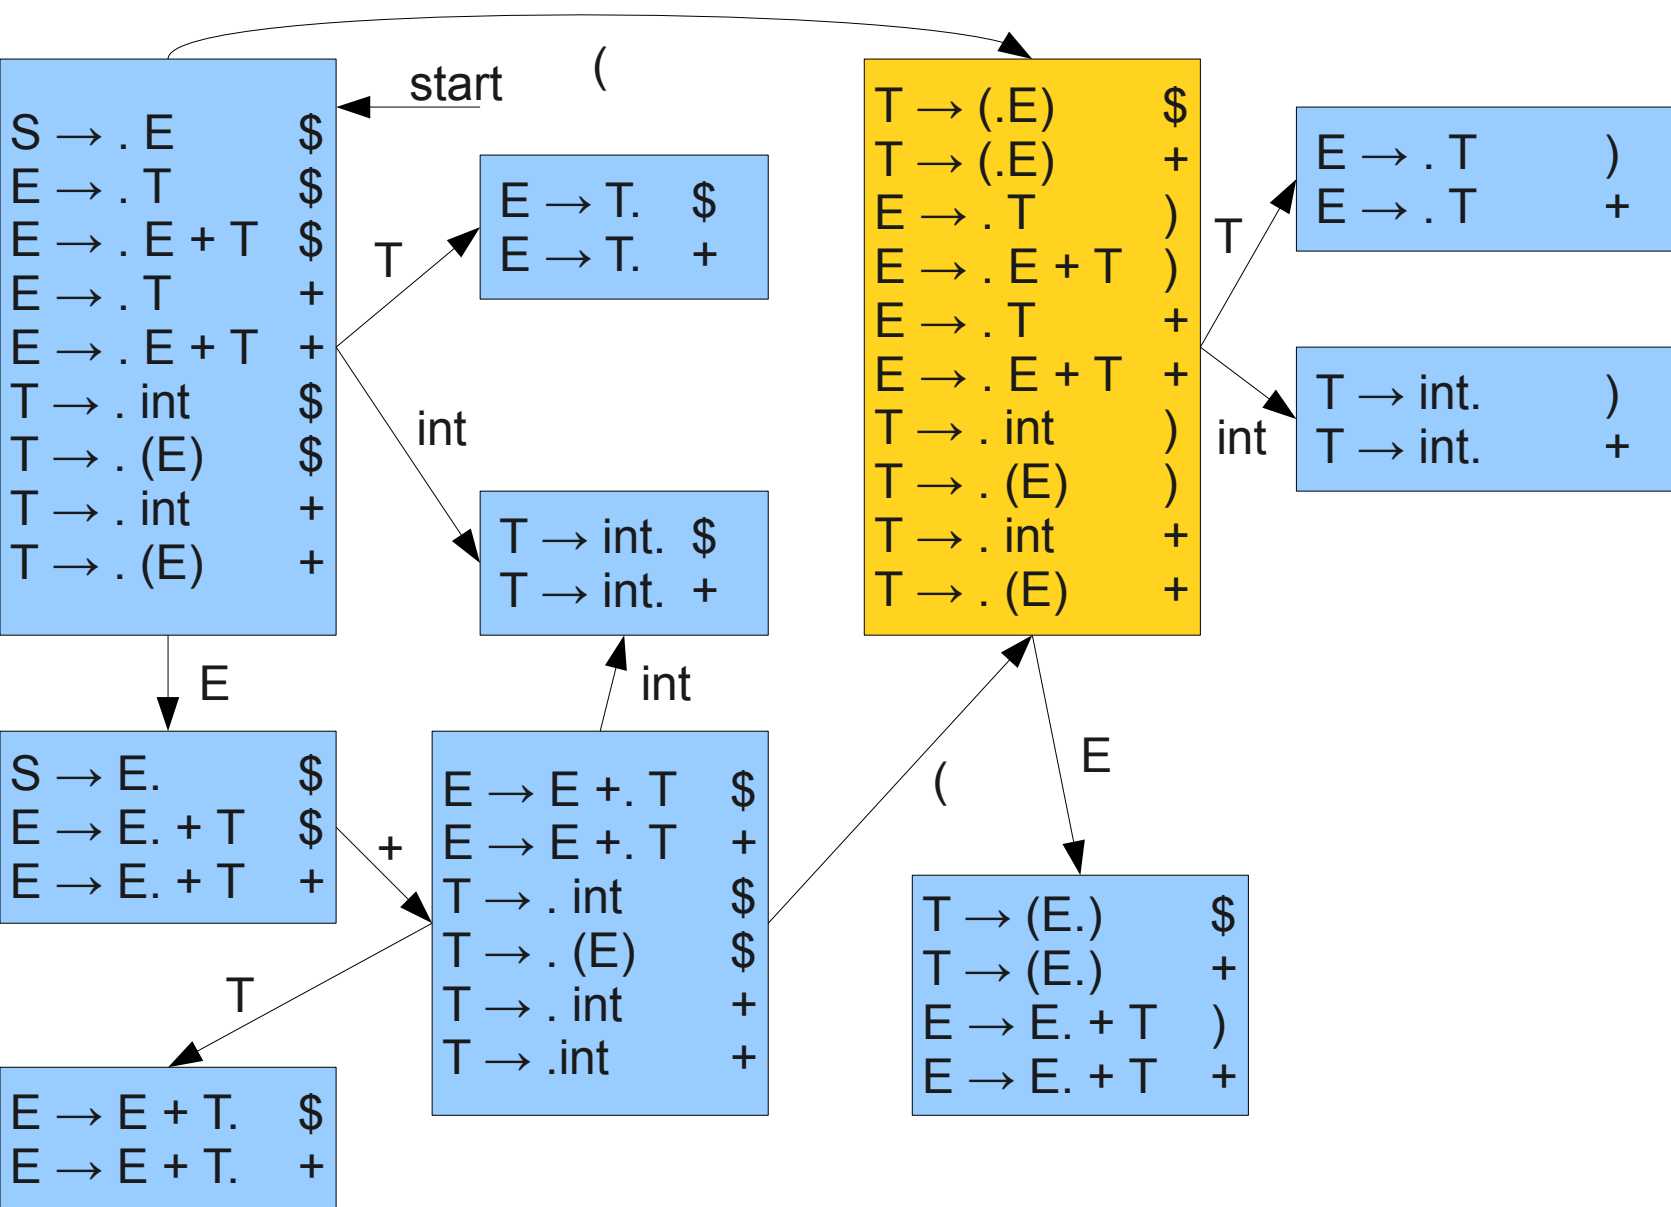 (
start
S → . E $
E → . T $
E → . E + T $
E → . T +
E → . E + T +
T → . int $
T → . (E) $
T → . int +
T → . (E) +
T
E → T. $
E → T. +
int
T → int. $
T → int. +
T → (.E) $
T → (.E) +
E → . T )
E → . E + T )
E → . T +
E → . E + T +
T → . int )
T → . (E) )
T → . int +
T → . (E) +
T
E → . T )
E → . T +
int
T → int. )
T → int. +
E
int
S → E. $
E → E. + T $
E → E. + T +
+
E → E +. T $
E → E +. T +
T → . int $
T → . (E) $
T → . int +
T → .int +
(
E
T → (E.) $
T → (E.) +
E → E. + T )
E → E. + T +
T
E → E + T. $
E → E + T. +